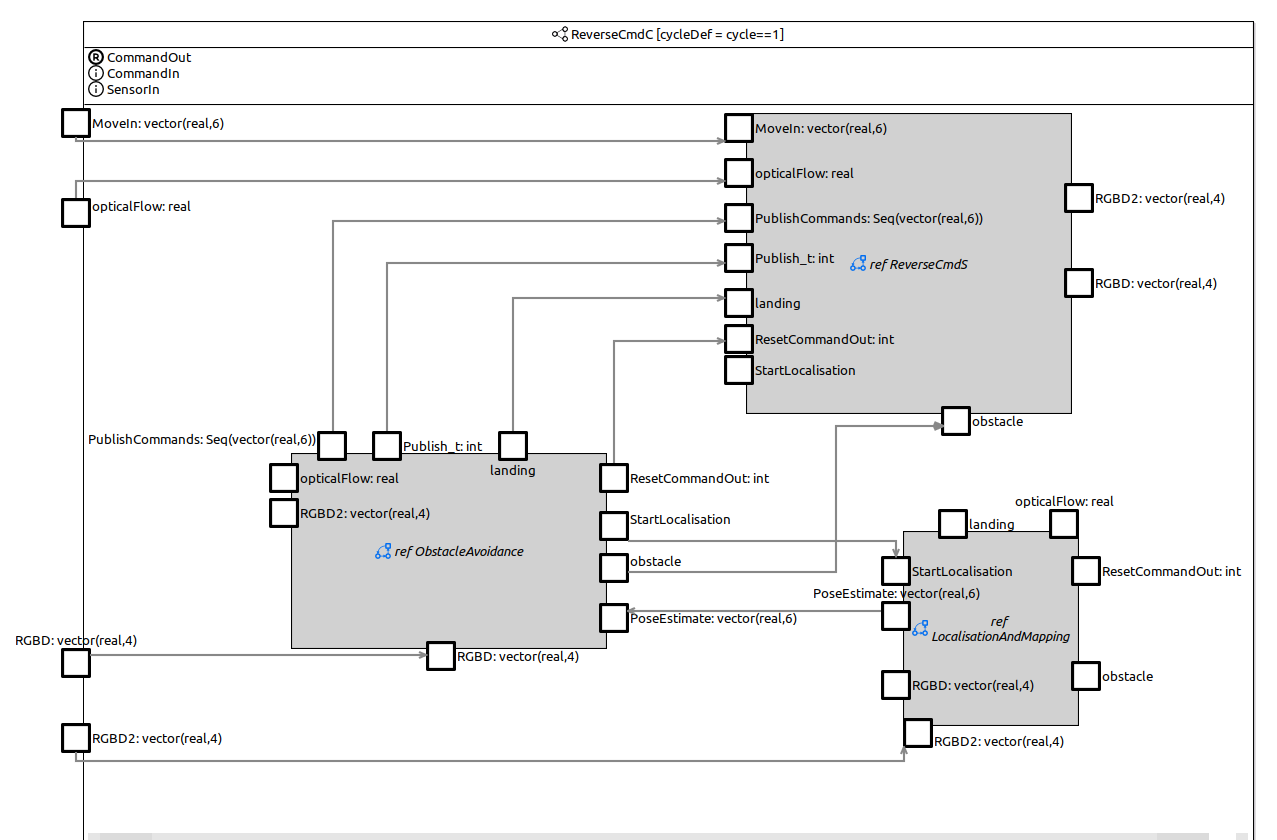 ReverseCmdC [cycleDef = cycle==1]
R CommandOut
i CommandIn
i SensorIn
MoveIn: vector(real,6)
MoveIn: vector(real,6)
opticalFlow: real
opticalFlow: real
PublishCommands: Seq(vector(real,6))
RGBD2: vector(real,4)
Publish_t: int
ref ReverseCmdS
RGBD: vector(real,4)
landing
ResetCommandOut: int
StartLocalisation
obstacle
PublishCommands: Seq(vector(real,6))
Publish_t: int
landing
opticalFlow: real
ResetCommandOut: int
RGBD2: vector(real,4)
StartLocalisation
ref ObstacleAvoidance
obstacle
PoseEstimate: vector(real,6)
RGBD: vector(real,4)
opticalFlow: real
landing
StartLocalisation
ResetCommandOut: int
PoseEstimate: vector(real,6)
ref
LocalisationAndMapping
obstacle
RGBD: vector(real,4)
RGBD2: vector(real,4)
RGBD: vector(real,4)
RGBD2: vector(real,4)